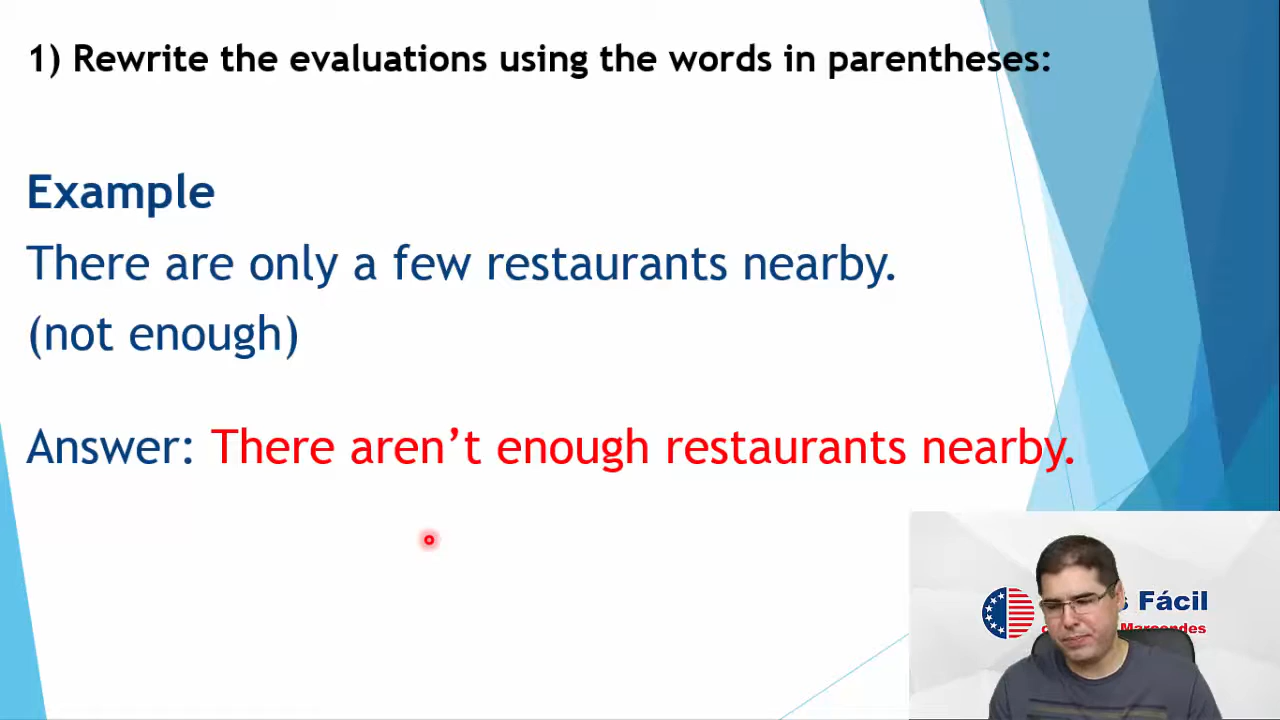 1) Rewrite the evaluations using the words in parentheses:
Example
There are only a few restaurants nearby.
(not enough)
Answer: There aren’t enough restaurants nearby.
Fácil